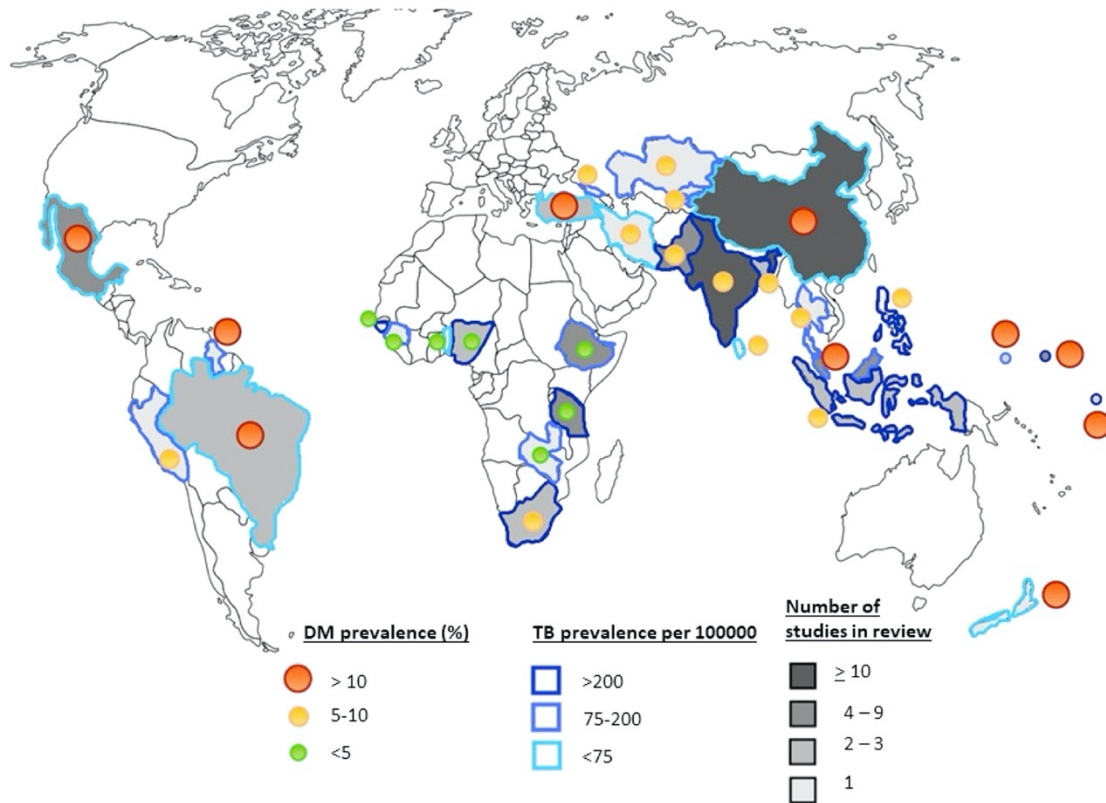 DM prevalence (%)
> 10
5-10
<5
TB prevalence per 100000
>200
75-200
<75
Number of
studies in review
≥ 10
4 – 9
2 – 3
1